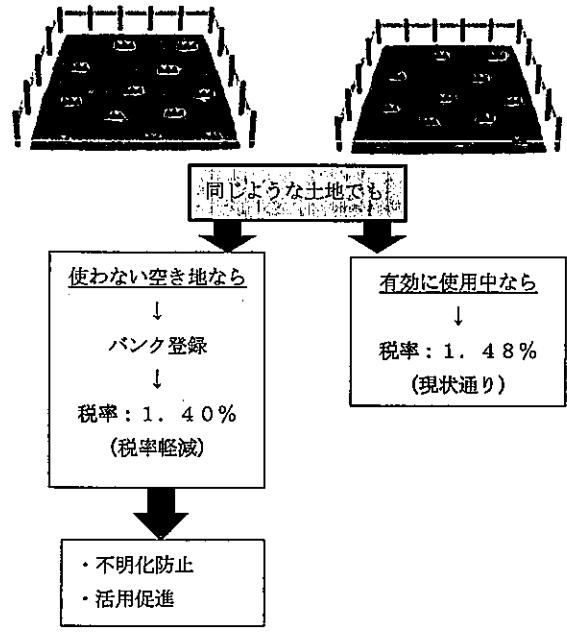 同じような土地でも
使わない空き地なら
↓
バンク登録
↓
税率：１．４０％
（税率軽減）
有効に使用中なら
↓
税率：１．４８％
（現状通り）
・不明化防止
・活用促進